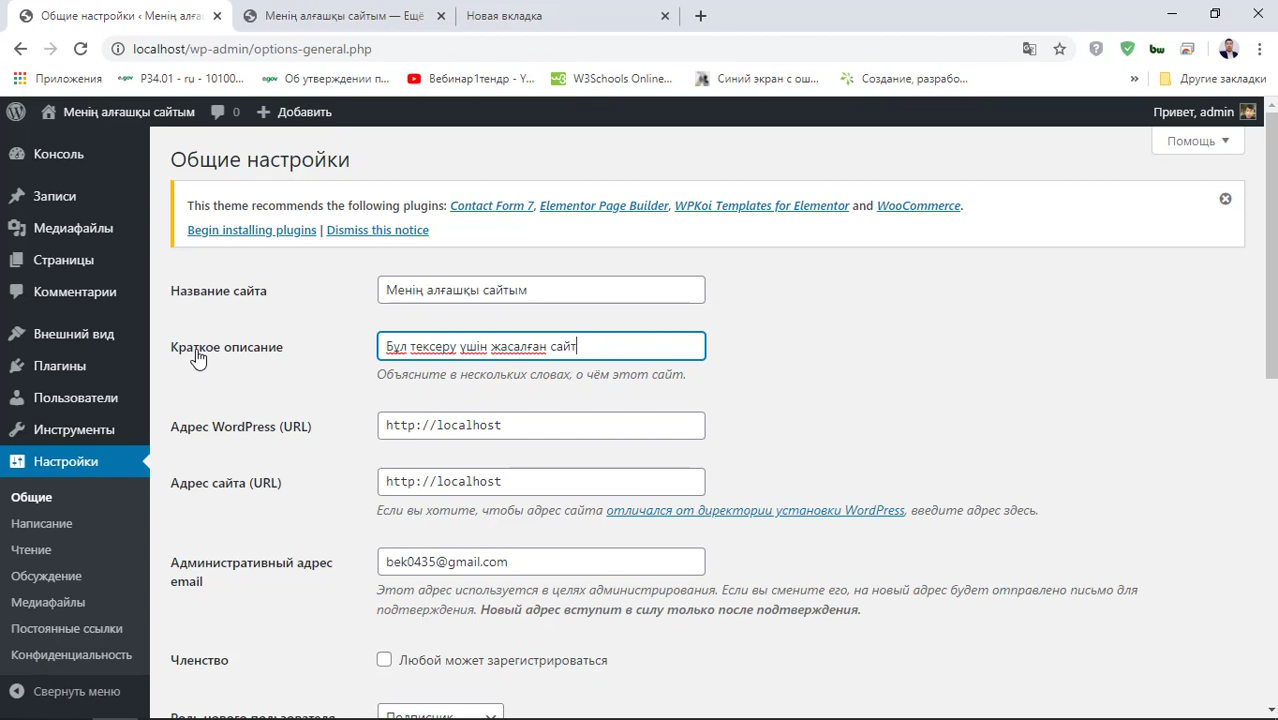 Общие настройки ‹ Менің алға
Менің алғашқы сайтым — Ещё
Новая вкладка
localhost/wp-admin/options-general.php
bw
Приложения
egov P34.01 - ru - 10100...
egov Об утверждении п...
Вебинар1тендр - Y...
W3 W3Schools Online...
Синий экран с ош...
Создание, разрабо...
»
Другие закладки
Менің алғашқы сайтым
0
Добавить
Привет, admin
Консоль
Записи
Медиафайлы
Страницы
Комментарии
Внешний вид
Плагины
Пользователи
Инструменты
Настройки
Общие
Написание
Чтение
Обсуждение
Медиафайлы
Постоянные ссылки
Конфиденциальность
Свернуть меню
Помощь
Общие настройки
This theme recommends the following plugins: Contact Form 7, Elementor Page Builder, WPKoi Templates for Elementor and WooCommerce.
Begin installing plugins | Dismiss this notice
Название сайта
Менің алғашқы сайтым
Краткое описание
Бұл тексеру үшін жасалған сайт
Объясните в нескольких словах, о чём этот сайт.
Адрес WordPress (URL)
http://localhost
Адрес сайта (URL)
http://localhost
Если вы хотите, чтобы адрес сайта отличался от директории установки WordPress, введите адрес здесь.
Административный адрес
email
bek0435@gmail.com
Этот адрес используется в целях администрирования. Если вы смените его, на новый адрес будет отправлено письмо для
подтверждения. Новый адрес вступит в силу только после подтверждения.
Членство
Любой может зарегистрироваться
Роль нового пользователя
Подписчик